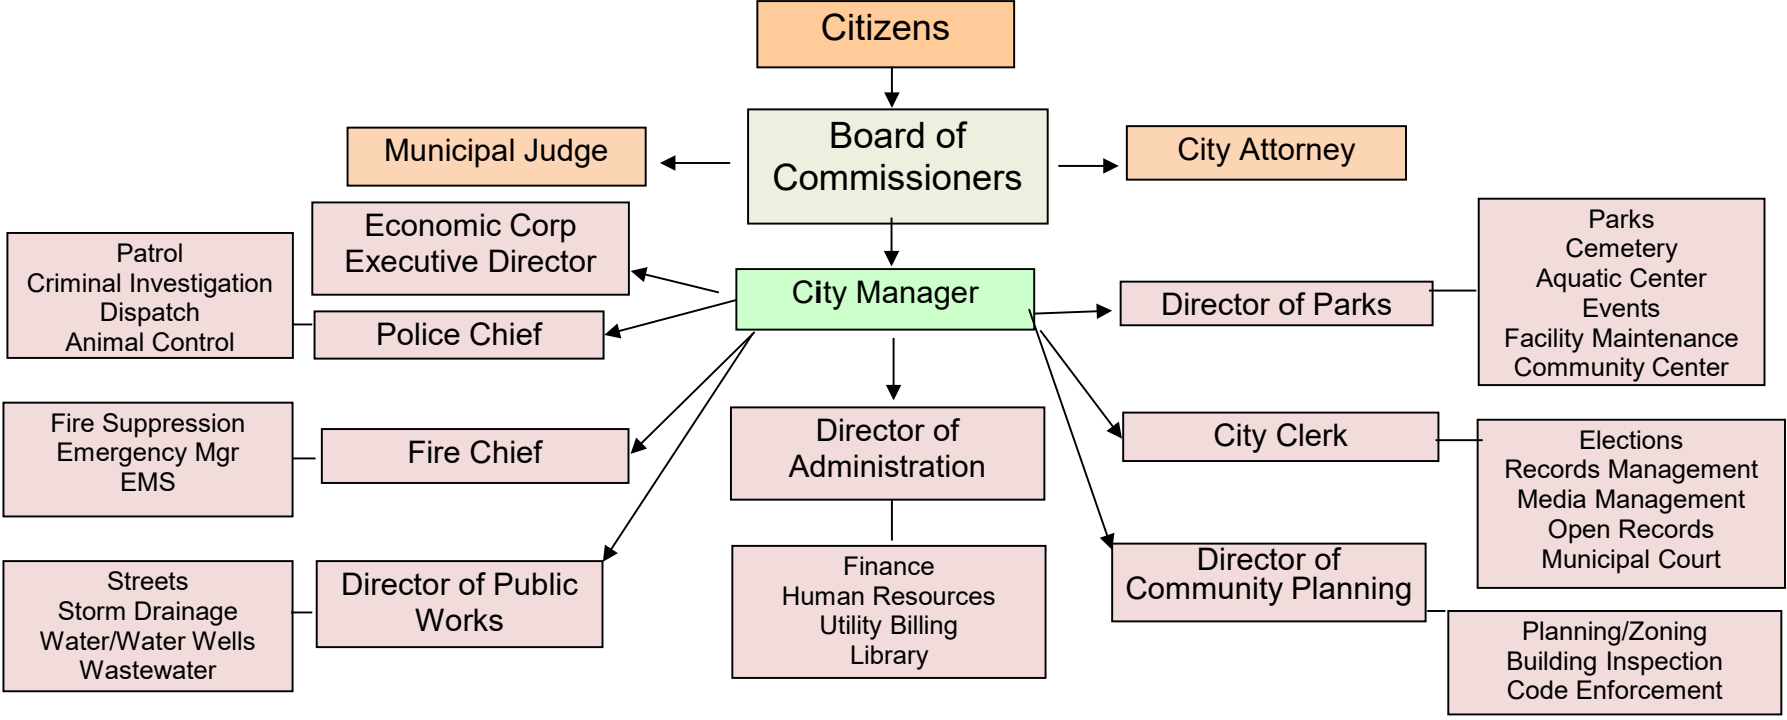 Citizens
Board of
Commissioners
Municipal Judge
City Attorney
Economic Corp
Executive Director
City Manager
Patrol
Criminal Investigation
Dispatch
Animal Control
Police Chief
Director of Parks
Parks
Cemetery
Aquatic Center
Events
Facility Maintenance
Community Center
Fire Suppression
Emergency Mgr
EMS
Fire Chief
Director of
Administration
City Clerk
Elections
Records Management
Media Management
Open Records
Municipal Court
Streets
Storm Drainage
Water/Water Wells
Wastewater
Director of Public
Works
Finance
Human Resources
Utility Billing
Library
Director of
Community Planning
Planning/Zoning
Building Inspection
Code Enforcement